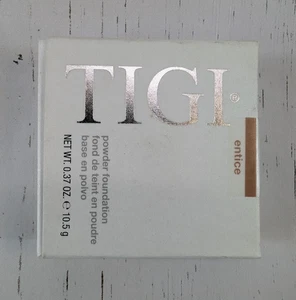 TIGI®
entice
powder foundation
fond de teint en poudre
base en polvo
NET WT. 0.37 OZ. ℮ 10.5 g